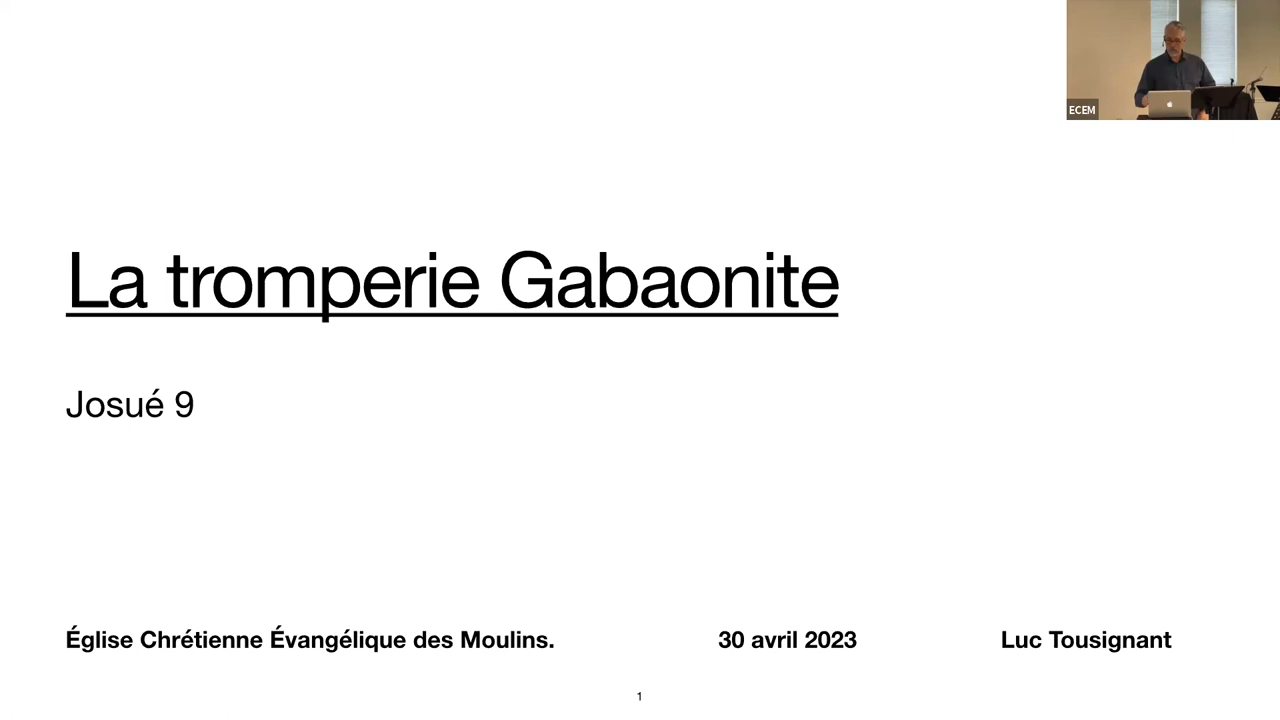 ECEM
La tromperie Gabaonite
Josué 9
Église Chrétienne Évangélique des Moulins.
30 avril 2023
Luc Tousignant
1